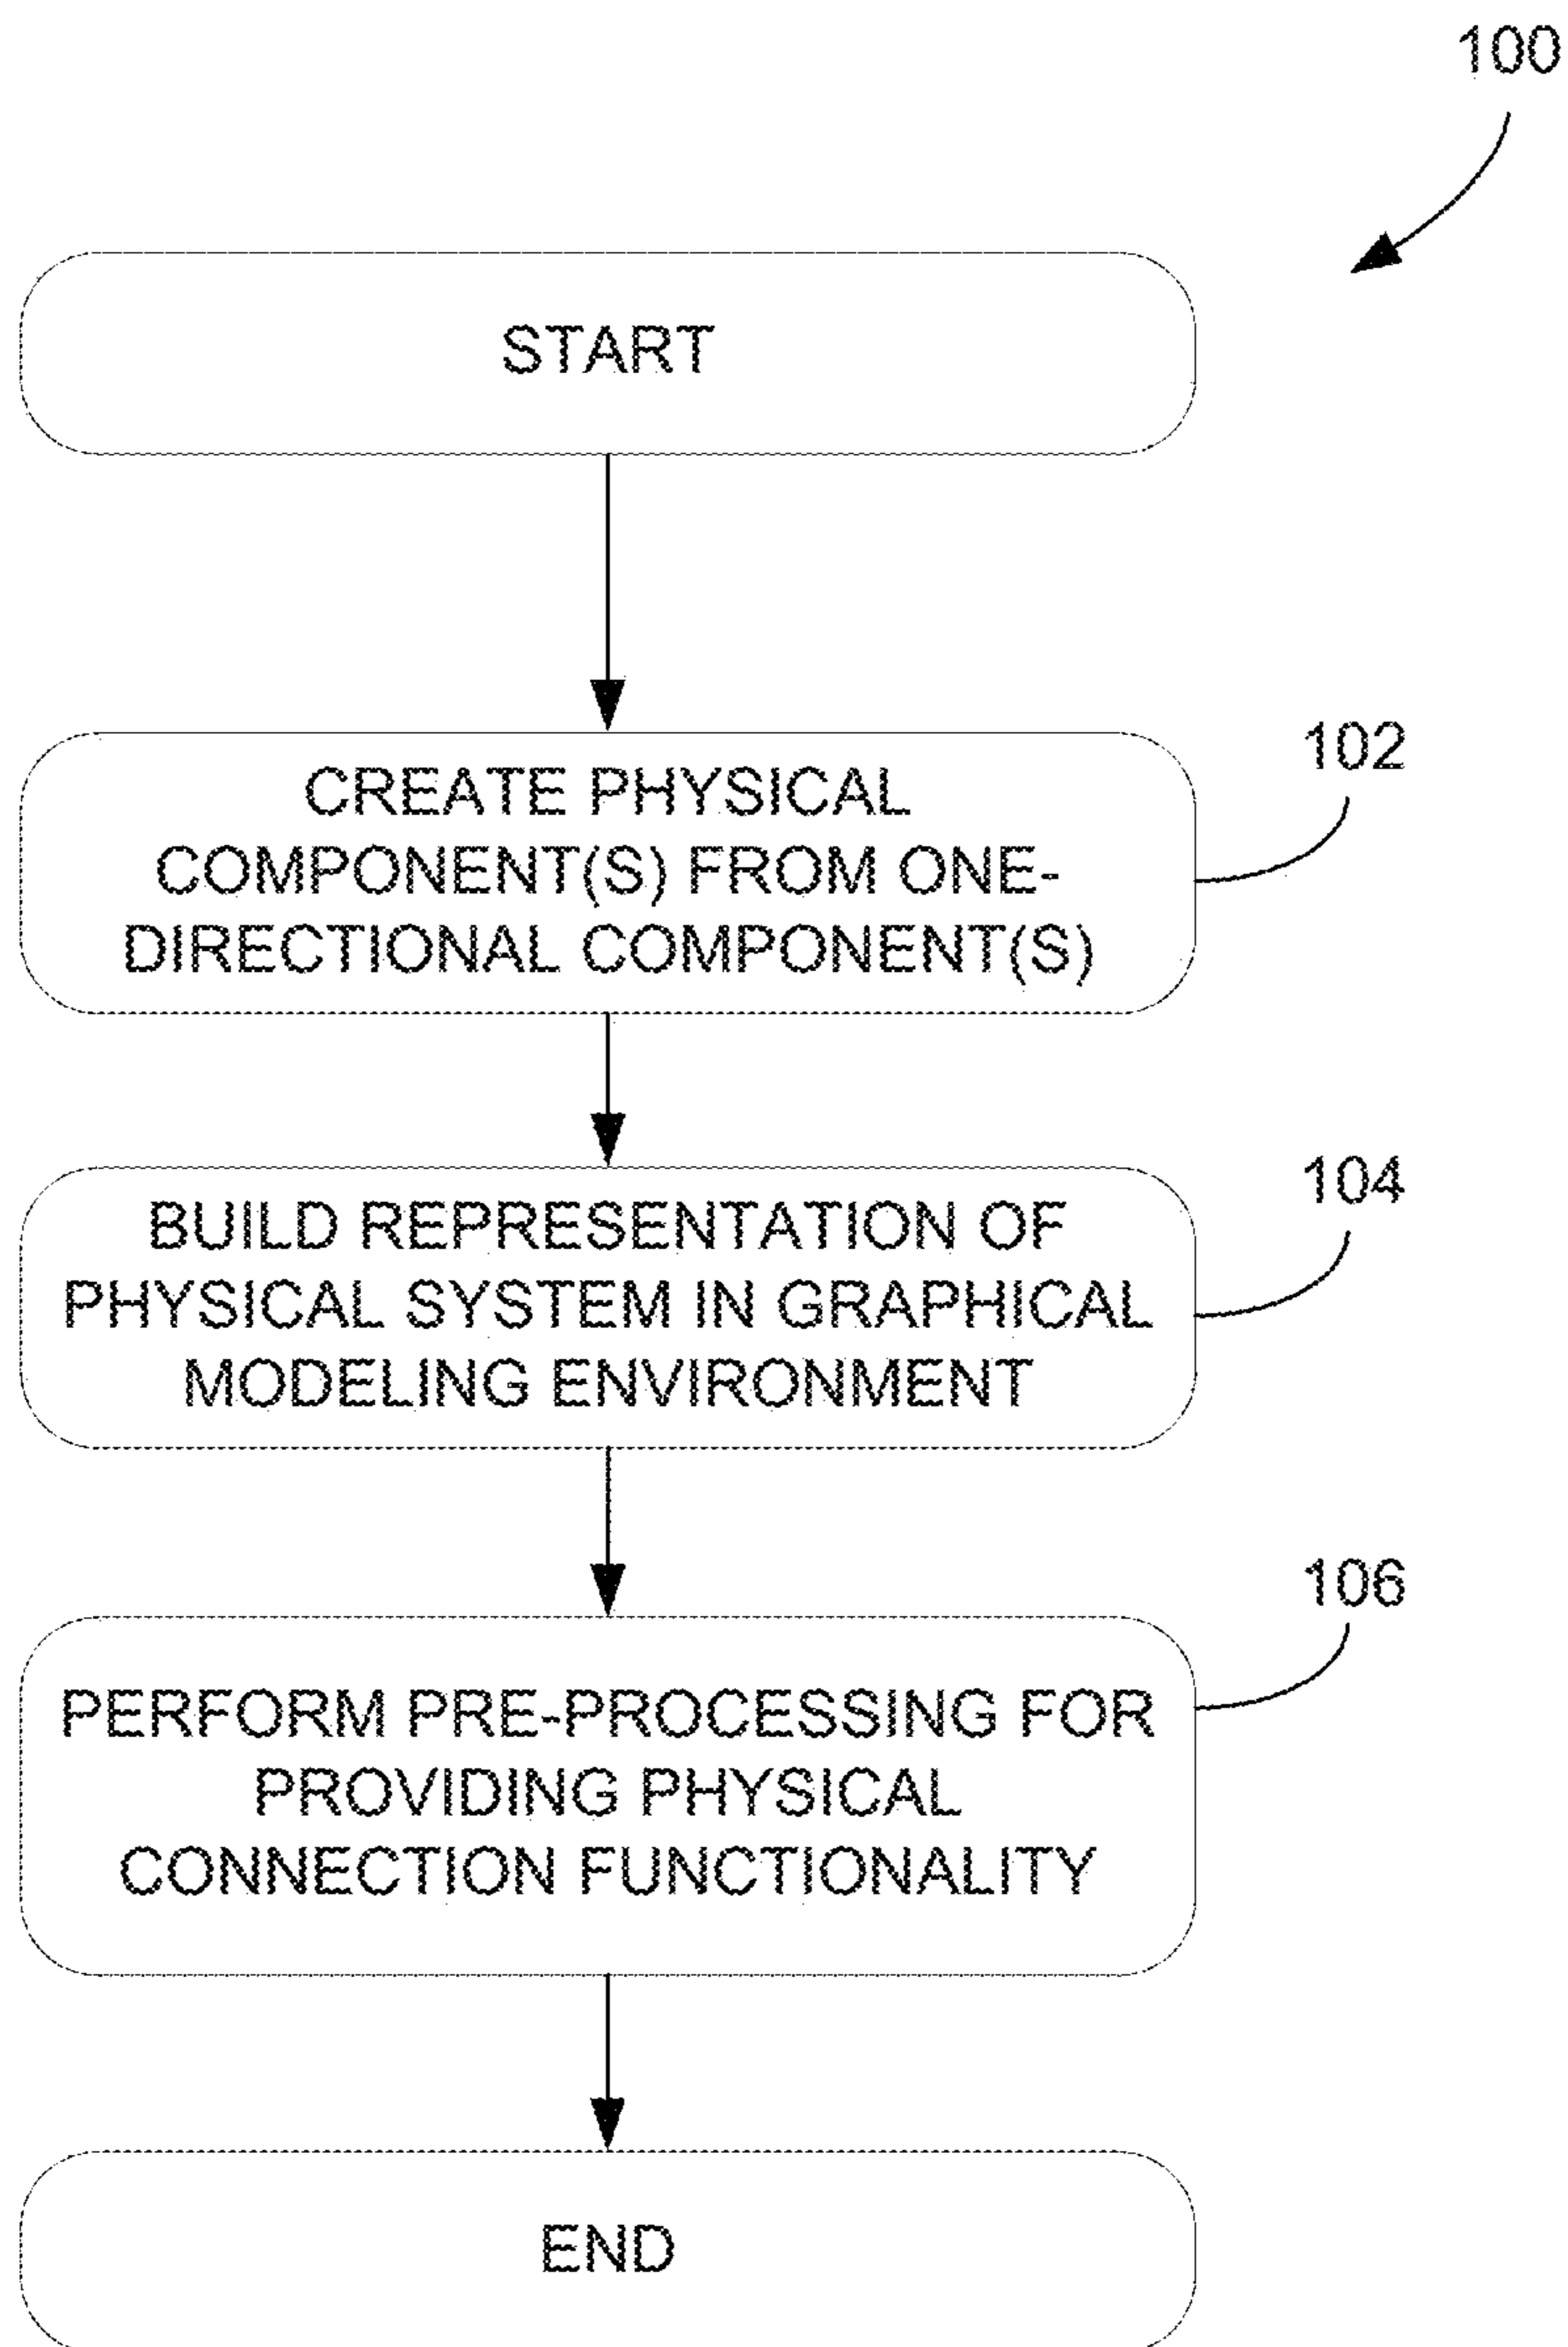 100
START
102
CREATE PHYSICAL
COMPONENT(S) FROM ONE-
DIRECTIONAL COMPONENT(S)
104
BUILD REPRESENTATION OF
PHYSICAL SYSTEM IN GRAPHICAL
MODELING ENVIRONMENT
106
PERFORM PRE-PROCESSING FOR
PROVIDING PHYSICAL
CONNECTION FUNCTIONALITY
END